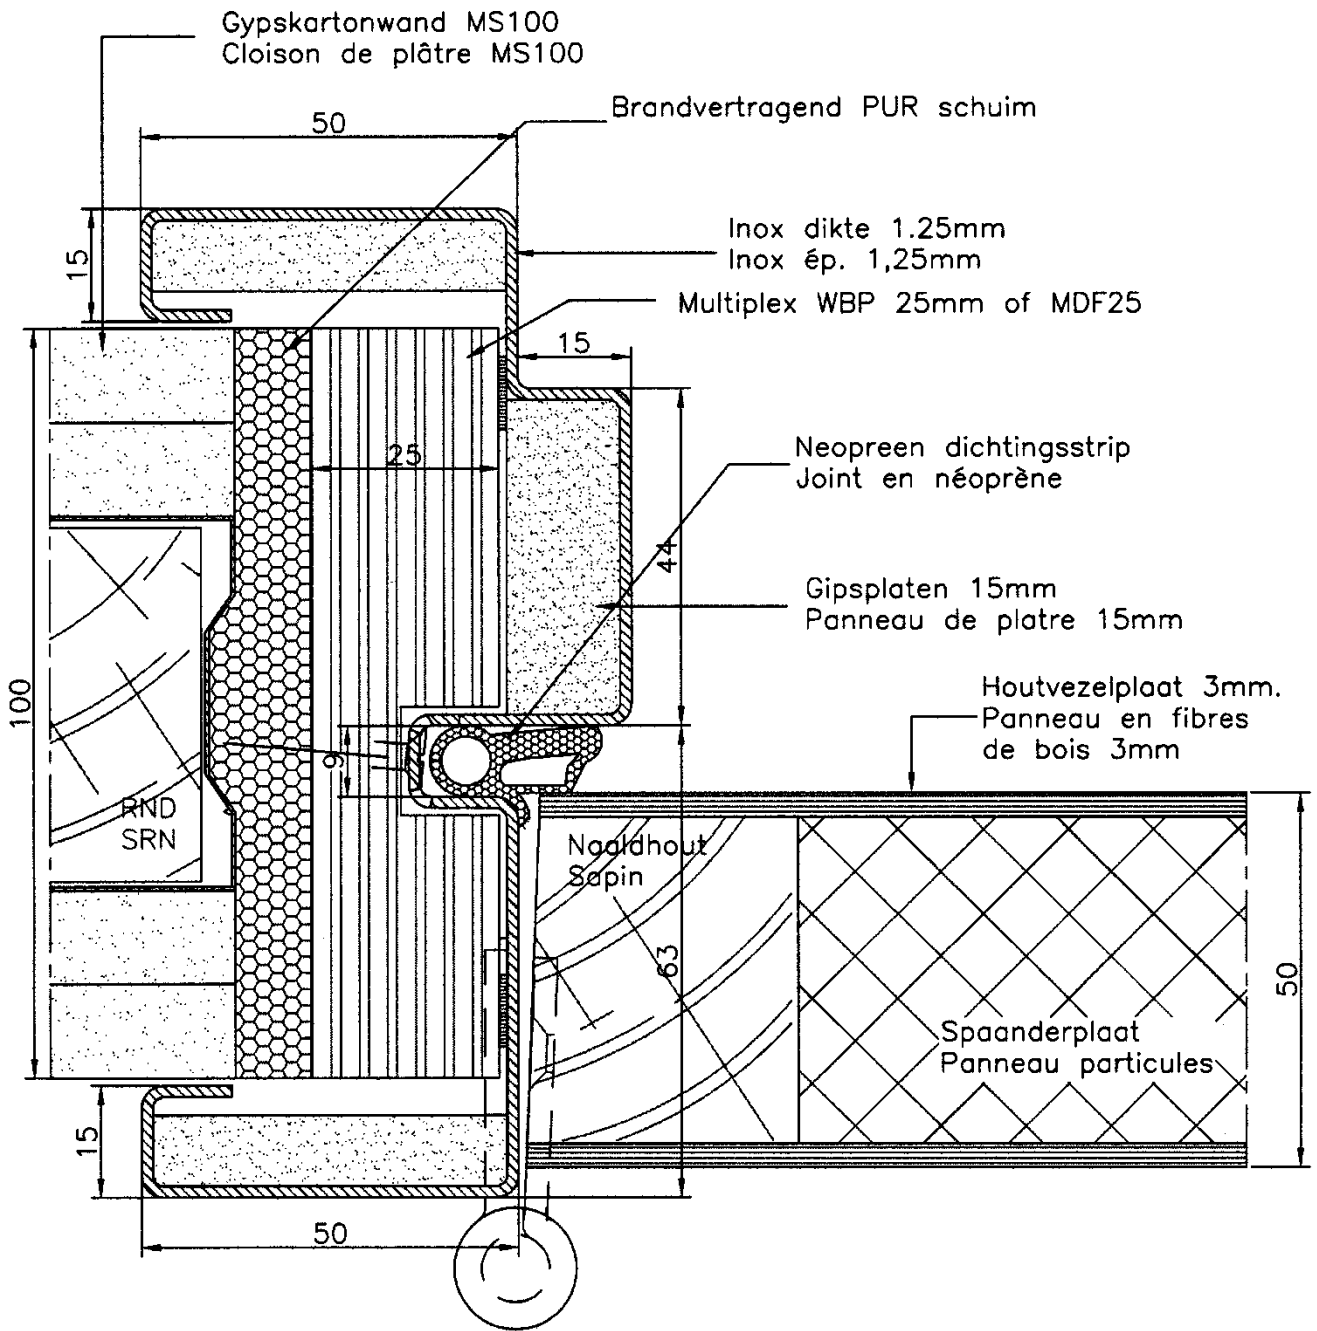 Gypskartonwand MS100
Cloison de plâtre MS100
Brandvertragend PUR schuim
50
Inox dikte 1.25mm
Inox ép. 1,25mm
15
Multiplex WBP 25mm of MDF25
15
Neopreen dichtingsstrip
Joint en néoprène
25
44
Gipsplaten 15mm
Panneau de platre 15mm
Houtvezelplaat 3mm.
Panneau en fibres
de bois 3mm
100
9
RND
SRN
Naaldhout
Sapin
63
50
Spaanderplaat
Panneau particules
15
50